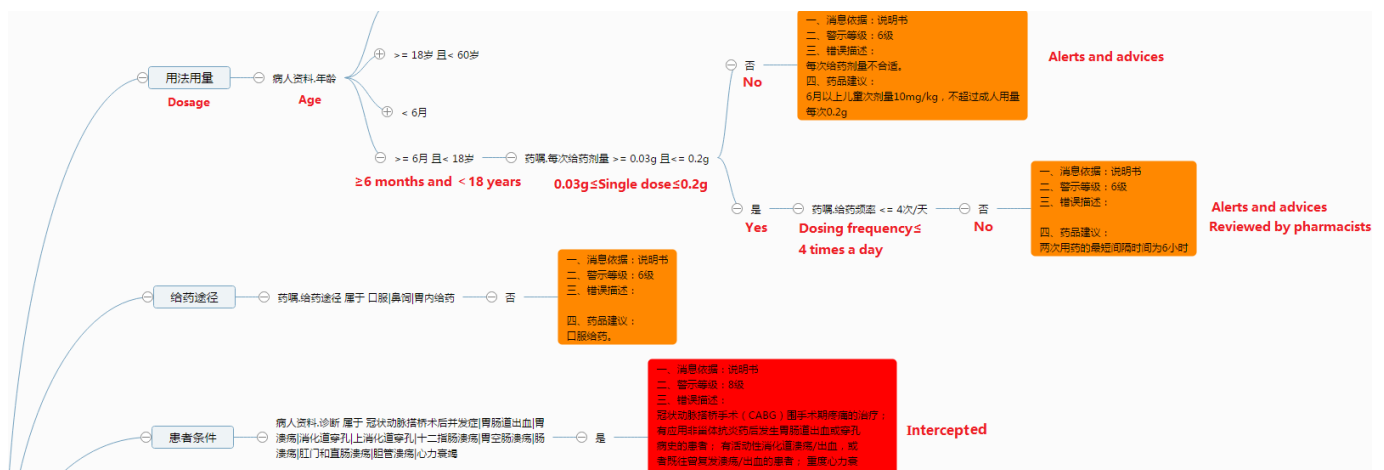 >= 18岁 且< 60岁
用法用量
Dosage
病人资料.年龄
Age
< 6月
>= 6月 且< 18岁
≥6 months and < 18 years
药嘱.每次给药剂量 >= 0.03g 且<= 0.2g
0.03g≤Single dose≤0.2g
否
No
一、消息依据：说明书
二、警示等级：6级
三、错误描述：
每次给药剂量不合适。
四、药品建议：
6月以上儿童次剂量10mg/kg，不超过成人用量
每次0.2g
Alerts and advices
是
Yes
药嘱.给药频率 <= 4次/天
Dosing frequency≤
4 times a day
否
No
一、消息依据：说明书
二、警示等级：6级
三、错误描述：
四、药品建议：
两次用药的最短间隔时间为6小时
Alerts and advices
Reviewed by pharmacists
给药途径
药嘱.给药途径 属于 口服|鼻饲|胃内给药
否
一、消息依据：说明书
二、警示等级：6级
三、错误描述：
四、药品建议：
口服给药。
患者条件
病人资料.诊断 属于 冠状动脉搭桥术后并发症|胃肠道出血|胃
溃疡|消化道穿孔|上消化道穿孔|十二指肠溃疡|胃空肠溃疡|肠
溃疡|肛门和直肠溃疡|胆管溃疡|心力衰竭
是
一、消息依据：说明书
二、警示等级：8级
三、错误描述：
冠状动脉搭桥手术（CABG）围手术期疼痛的治疗；
有应用非甾体抗炎药后发生胃肠道出血或穿孔
病史的患者； 有活动性消化道溃疡/出血，或
者既往曾复发溃疡/出血的患者； 重度心力衰
Intercepted